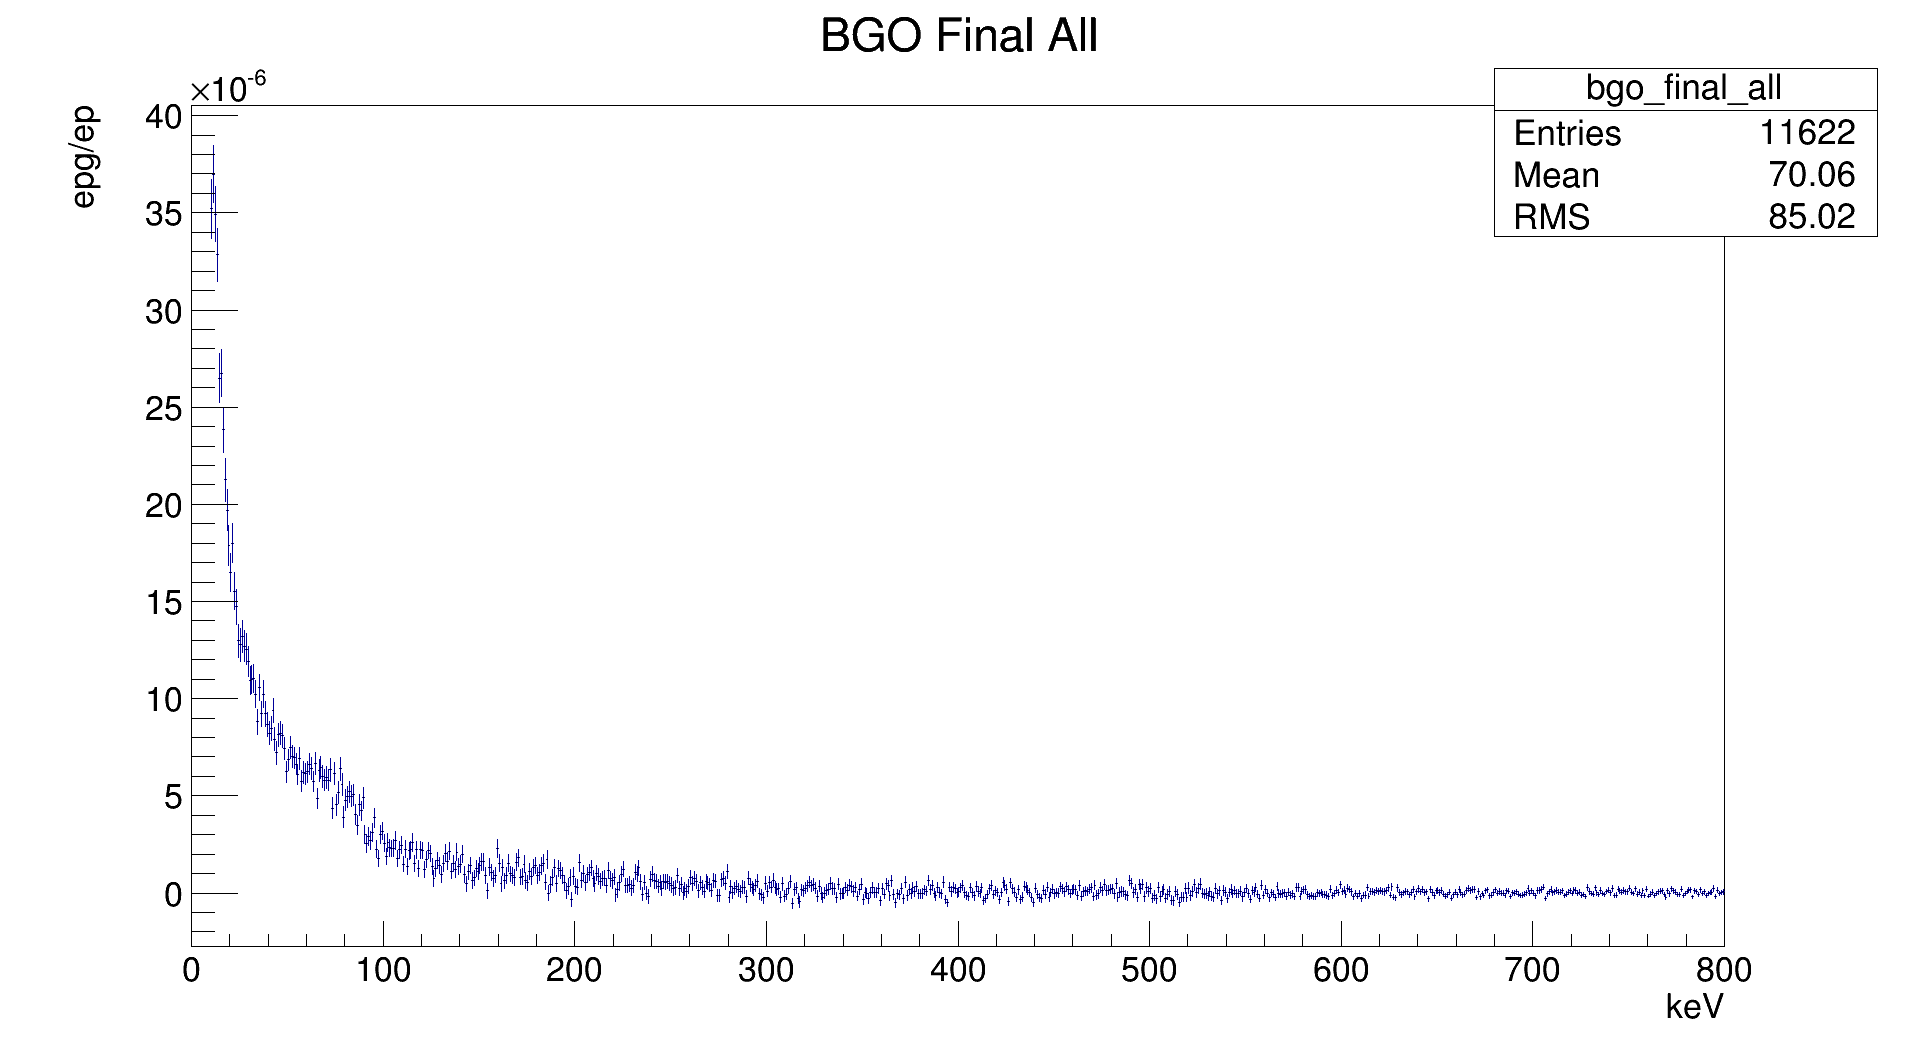 BGO Final All
×10-6
epg/ep
bgo_final_all
Entries 11622
Mean 70.06
RMS 85.02
40
35
30
25
20
15
10
5
0
0 100 200 300 400 500 600 700 800
keV